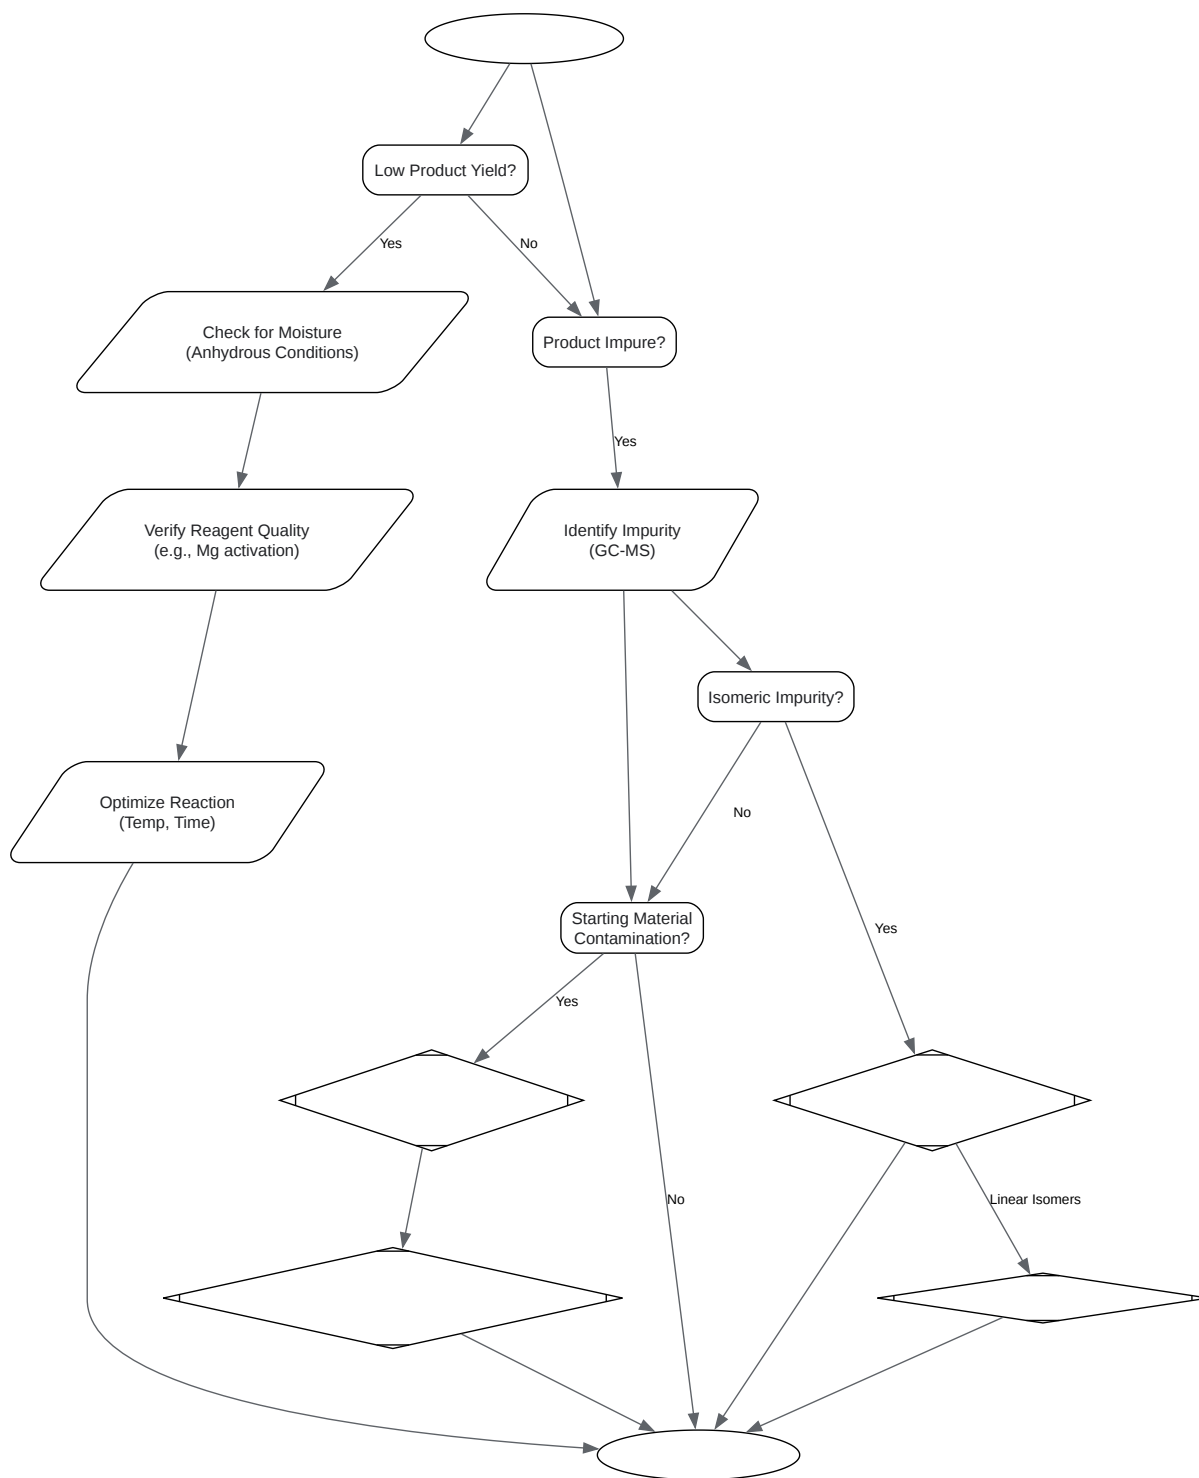 Low Product Yield?
Yes
No
Check for Moisture
(Anhydrous Conditions)
Product Impure?
Yes
Verify Reagent Quality
(e.g., Mg activation)
Identify Impurity
(GC-MS)
Isomeric Impurity?
Optimize Reaction
(Temp, Time)
No
Starting Material
Contamination?
Yes
Yes
No
Linear Isomers